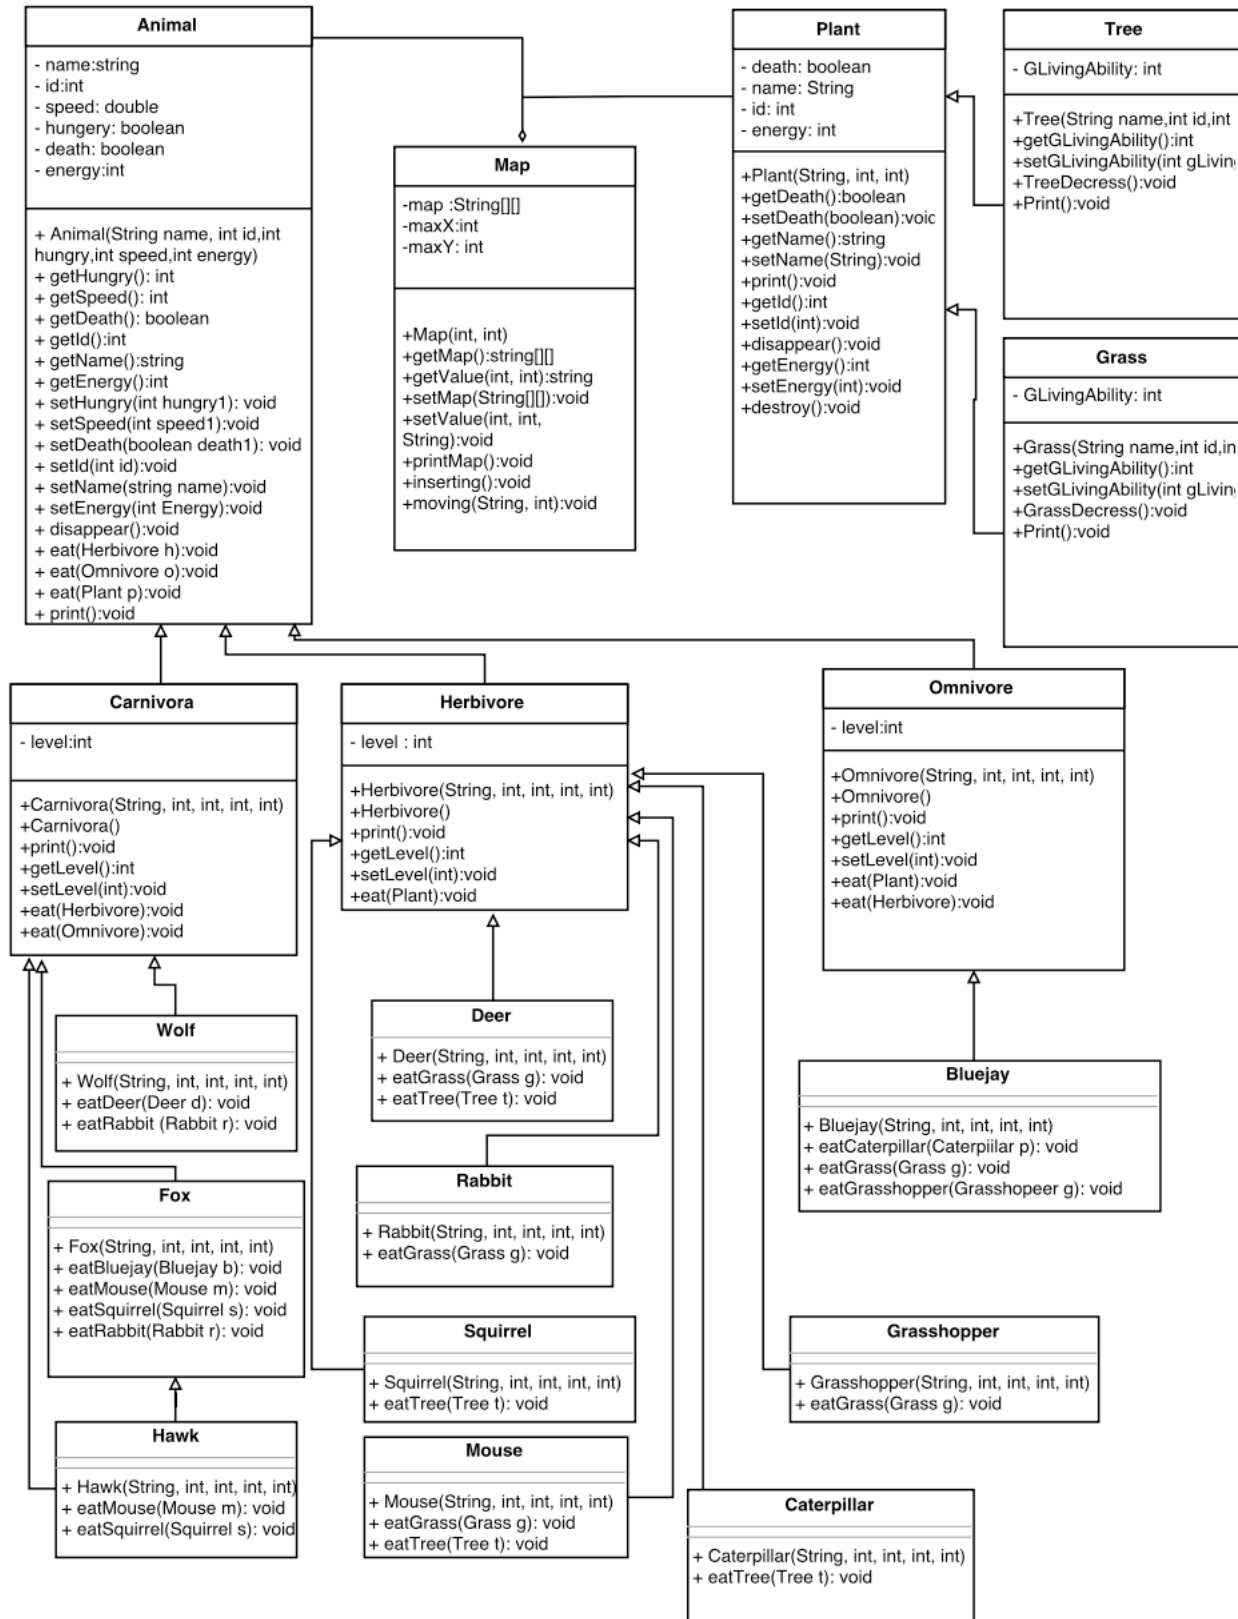 Animal
- name:string
- id:int
- speed: double
- hungery: boolean
- death: boolean
- energy:int
+ Animal(String name, int id,int
hungry,int speed,int energy)
+ getHungry(): int
+ getSpeed(): int
+ getDeath(): boolean
+ getId():int
+ getName():string
+ getEnergy():int
+ setHungry(int hungry1): void
+ setSpeed(int speed1):void
+ setDeath(boolean death1): void
+ setId(int id):void
+ setName(string name):void
+ setEnergy(int Energy):void
+ disappear():void
+ eat(Herbivore h):void
+ eat(Omnivore o):void
+ eat(Plant p):void
+ print():void
Map
-map :String[][]
-maxX:int
-maxY: int
+Map(int, int)
+getMap():string[][]
+getValue(int, int):string
+setMap(String[][]):void
+setValue(int, int,
String):void
+printMap():void
+inserting():void
+moving(String, int):void
Plant
- death: boolean
- name: String
- id: int
- energy: int
+Plant(String, int, int)
+getDeath():boolean
+setDeath(boolean):void
+getName():string
+setName(String):void
+print():void
+getId():int
+setId(int):void
+disappear():void
+getEnergy():int
+setEnergy(int):void
+destroy():void
Tree
- GLivingAbility: int
+Tree(String name,int id,int
+getGLivingAbility():int
+setGLivingAbility(int gLiving
+TreeDecress():void
+Print():void
Grass
- GLivingAbility: int
+Grass(String name,int id,in
+getGLivingAbility():int
+setGLivingAbility(int gLiving
+GrassDecress():void
+Print():void
Carnivora
- level:int
+Carnivora(String, int, int, int, int)
+Carnivora()
+print():void
+getLevel():int
+setLevel(int):void
+eat(Herbivore):void
+eat(Omnivore):void
Herbivore
- level : int
+Herbivore(String, int, int, int, int)
+Herbivore()
+print():void
+getLevel():int
+setLevel(int):void
+eat(Plant):void
Omnivore
- level:int
+Omnivore(String, int, int, int, int)
+Omnivore()
+print():void
+getLevel():int
+setLevel(int):void
+eat(Plant):void
+eat(Herbivore):void
Wolf
+ Wolf(String, int, int, int, int)
+ eatDeer(Deer d): void
+ eatRabbit (Rabbit r): void
Deer
+ Deer(String, int, int, int, int)
+ eatGrass(Grass g): void
+ eatTree(Tree t): void
Bluejay
+ Bluejay(String, int, int, int, int)
+ eatCaterpillar(Caterpiilar p): void
+ eatGrass(Grass g): void
+ eatGrasshopper(Grasshopeer g): void
Fox
+ Fox(String, int, int, int, int)
+ eatBluejay(Bluejay b): void
+ eatMouse(Mouse m): void
+ eatSquirrel(Squirrel s): void
+ eatRabbit(Rabbit r): void
Rabbit
+ Rabbit(String, int, int, int, int)
+ eatGrass(Grass g): void
Squirrel
+ Squirrel(String, int, int, int, int)
+ eatTree(Tree t): void
Grasshopper
+ Grasshopper(String, int, int, int, int)
+ eatGrass(Grass g): void
Hawk
+ Hawk(String, int, int, int, int)
+ eatMouse(Mouse m): void
+ eatSquirrel(Squirrel s): void
Mouse
+ Mouse(String, int, int, int, int)
+ eatGrass(Grass g): void
+ eatTree(Tree t): void
Caterpillar
+ Caterpillar(String, int, int, int, int)
+ eatTree(Tree t): void